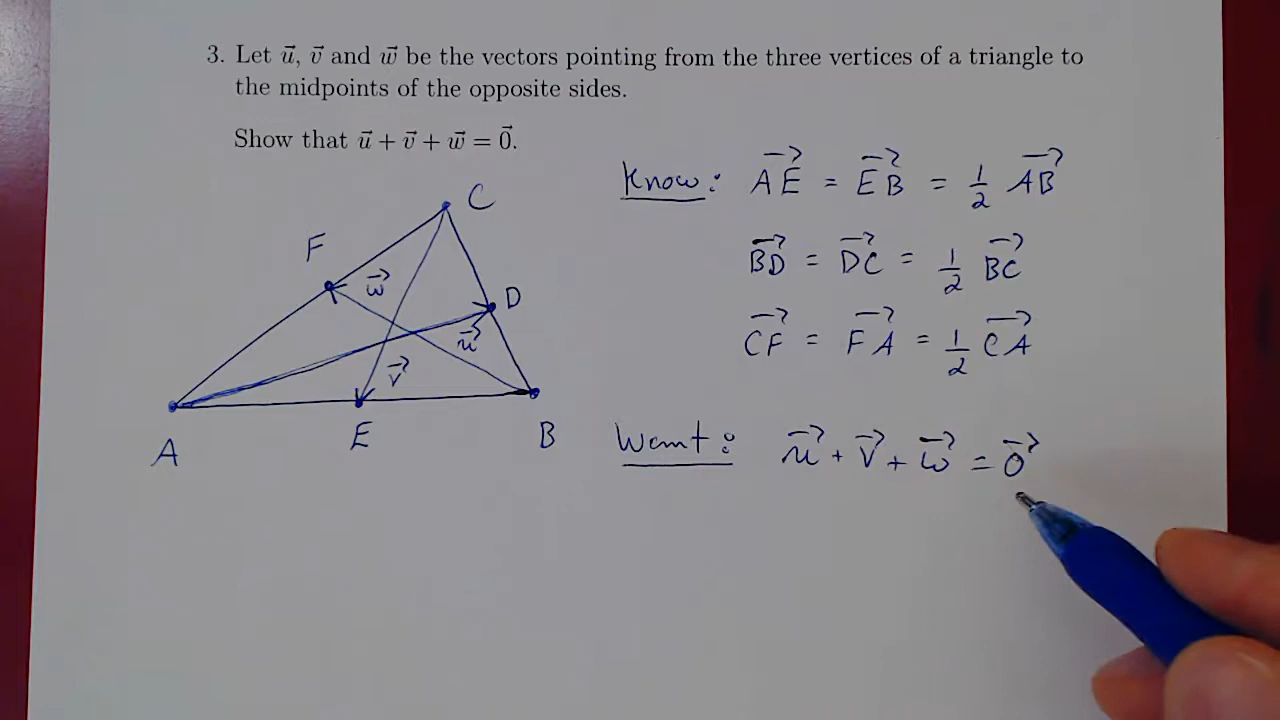 3. Let u⃗, v⃗ and w⃗ be the vectors pointing from the three vertices of a triangle to
the midpoints of the opposite sides.
Show that u⃗ + v⃗ + w⃗ = 0⃗.
C
F
w⃗
D
u⃗
v⃗
A
E
B
Know: AE⃗ = EB⃗ = 1/2 AB⃗
BD⃗ = DC⃗ = 1/2 BC⃗
CF⃗ = FA⃗ = 1/2 CA⃗
Want: u⃗ + v⃗ + w⃗ = 0⃗